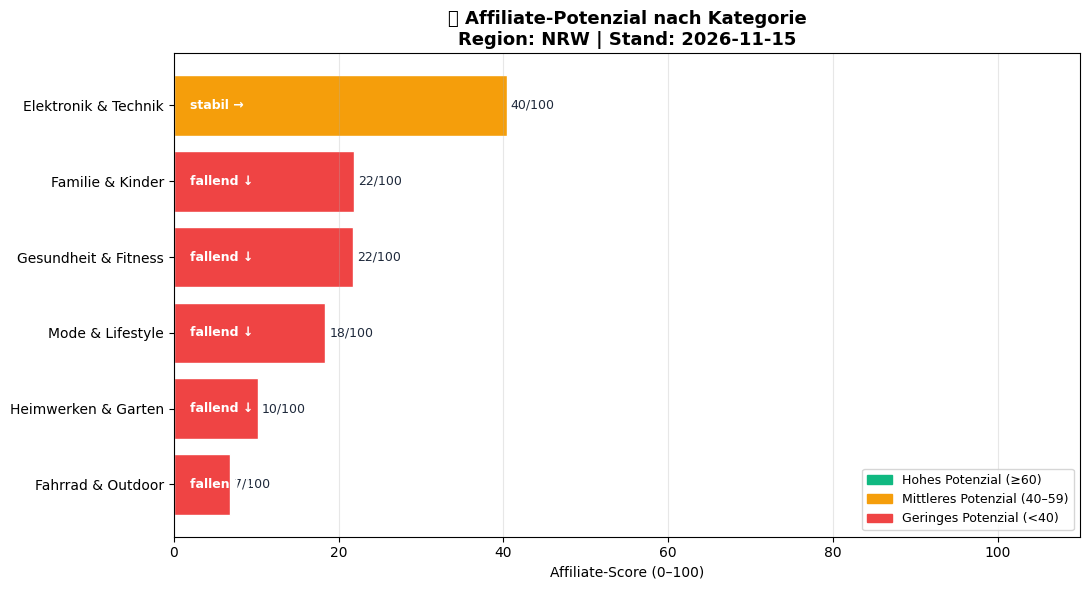 Affiliate-Potenzial nach Kategorie
Region: NRW | Stand: 2026-11-15
Elektronik & Technik
stabil →
40/100
Familie & Kinder
fallend ↓
22/100
Gesundheit & Fitness
fallend ↓
22/100
Mode & Lifestyle
fallend ↓
18/100
Heimwerken & Garten
fallend ↓
10/100
Fahrrad & Outdoor
fallen
7/100
Hohes Potenzial (≥60)
Mittleres Potenzial (40–59)
Geringes Potenzial (<40)
0
20
40
60
80
100
Affiliate-Score (0–100)